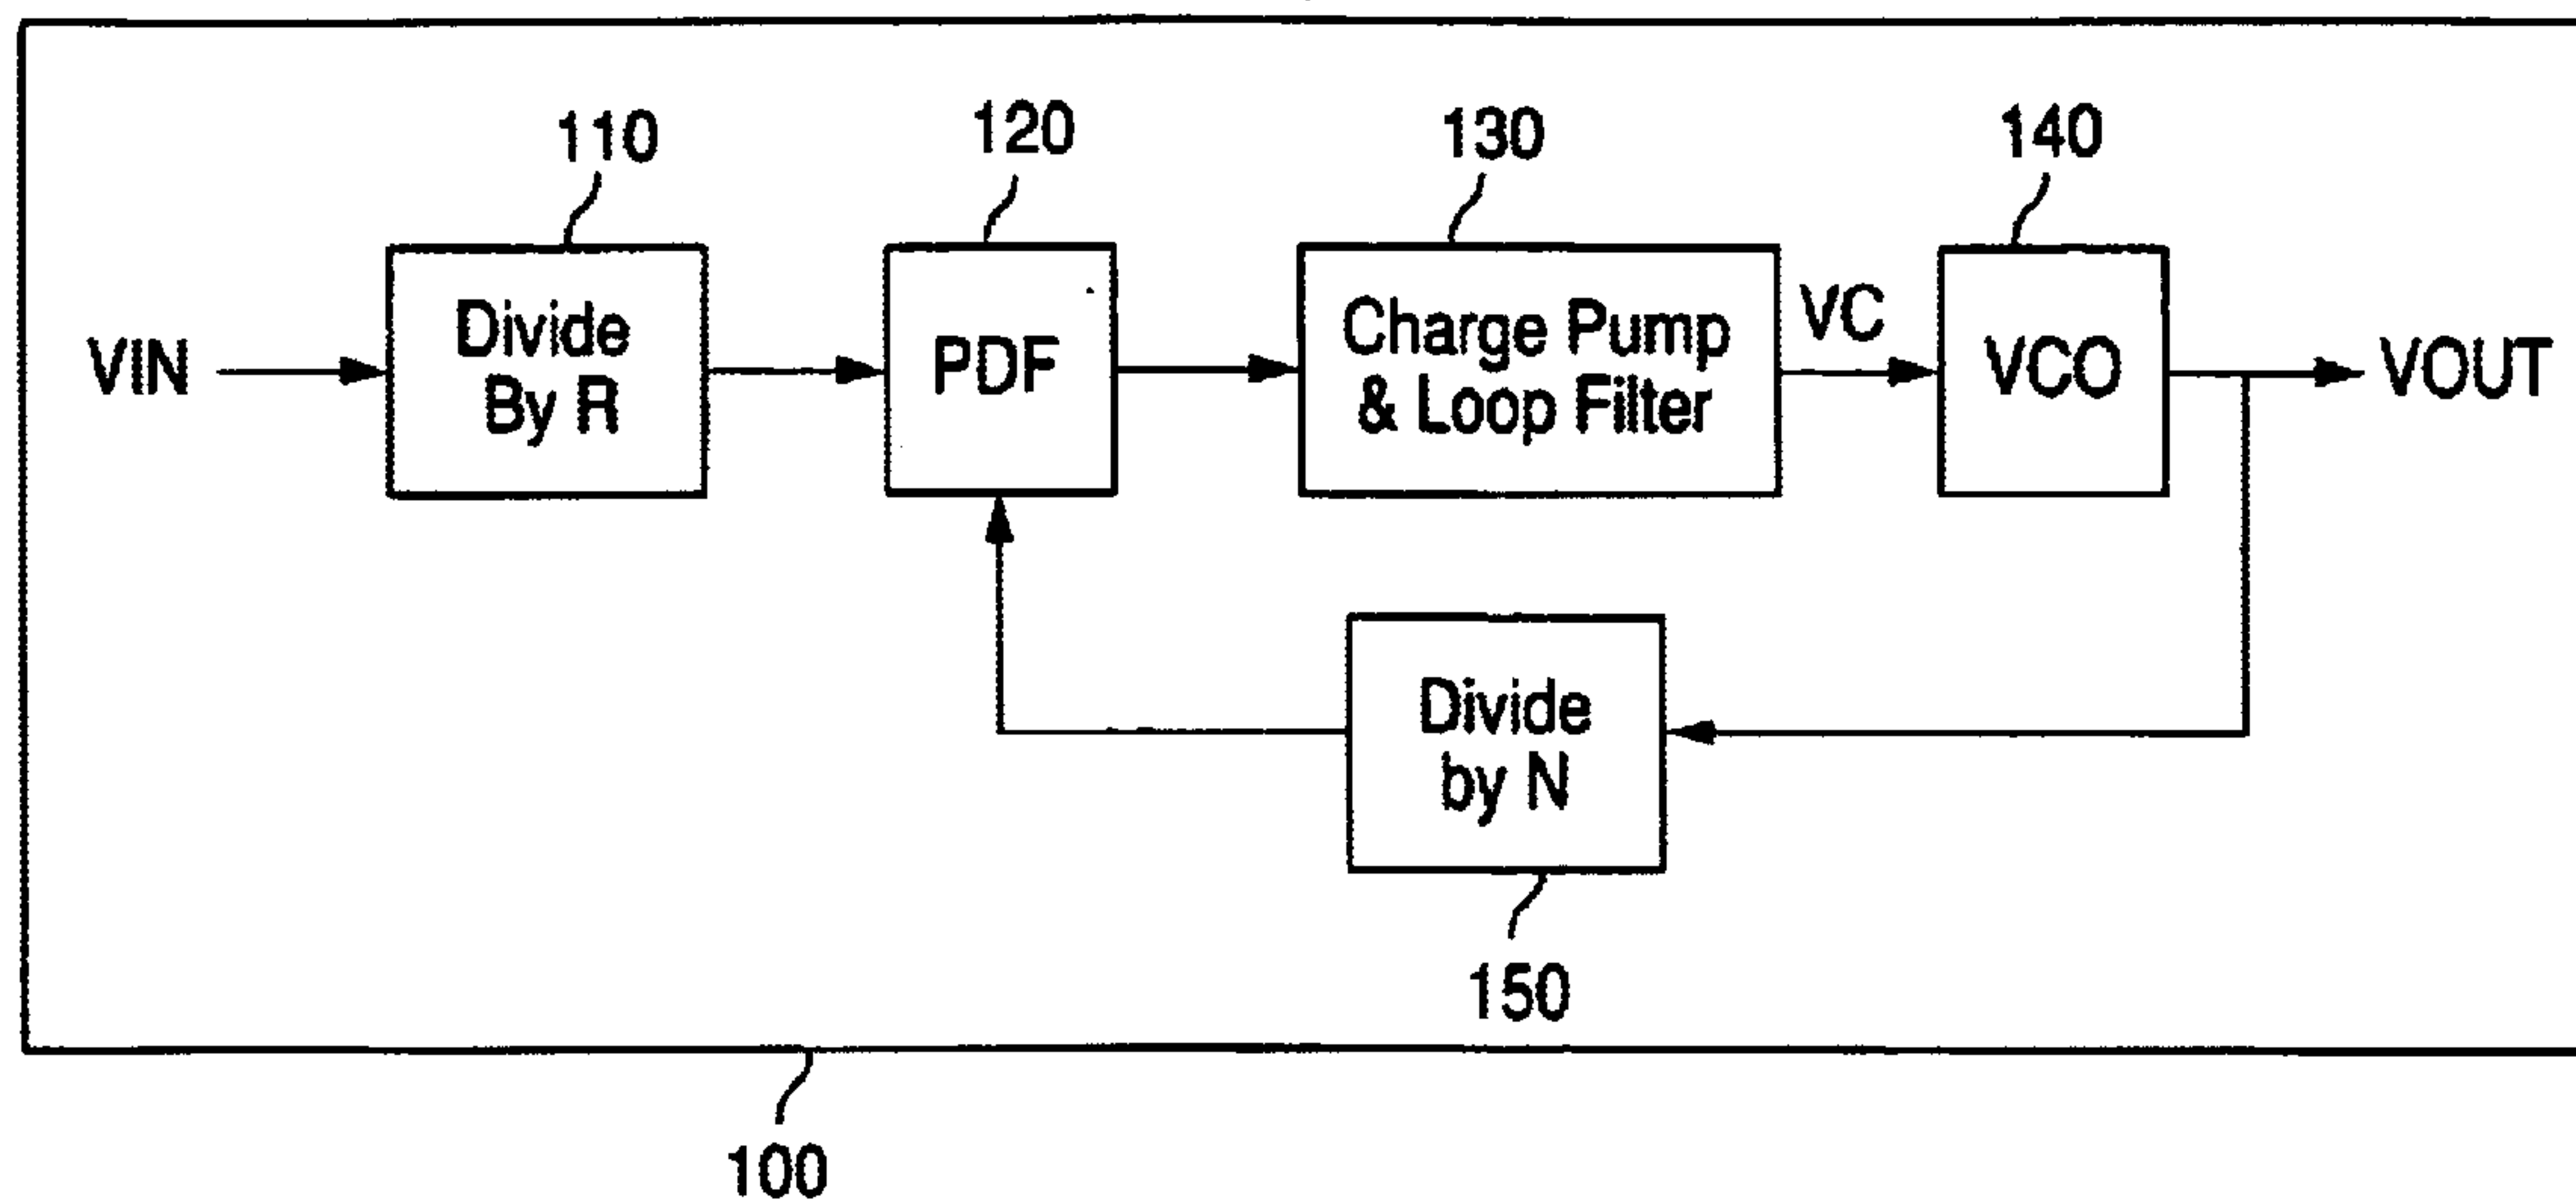 110
120
130
140
VIN
Divide
By R
PDF
Charge Pump
& Loop Filter
VC
VCO
VOUT
Divide
by N
150
100